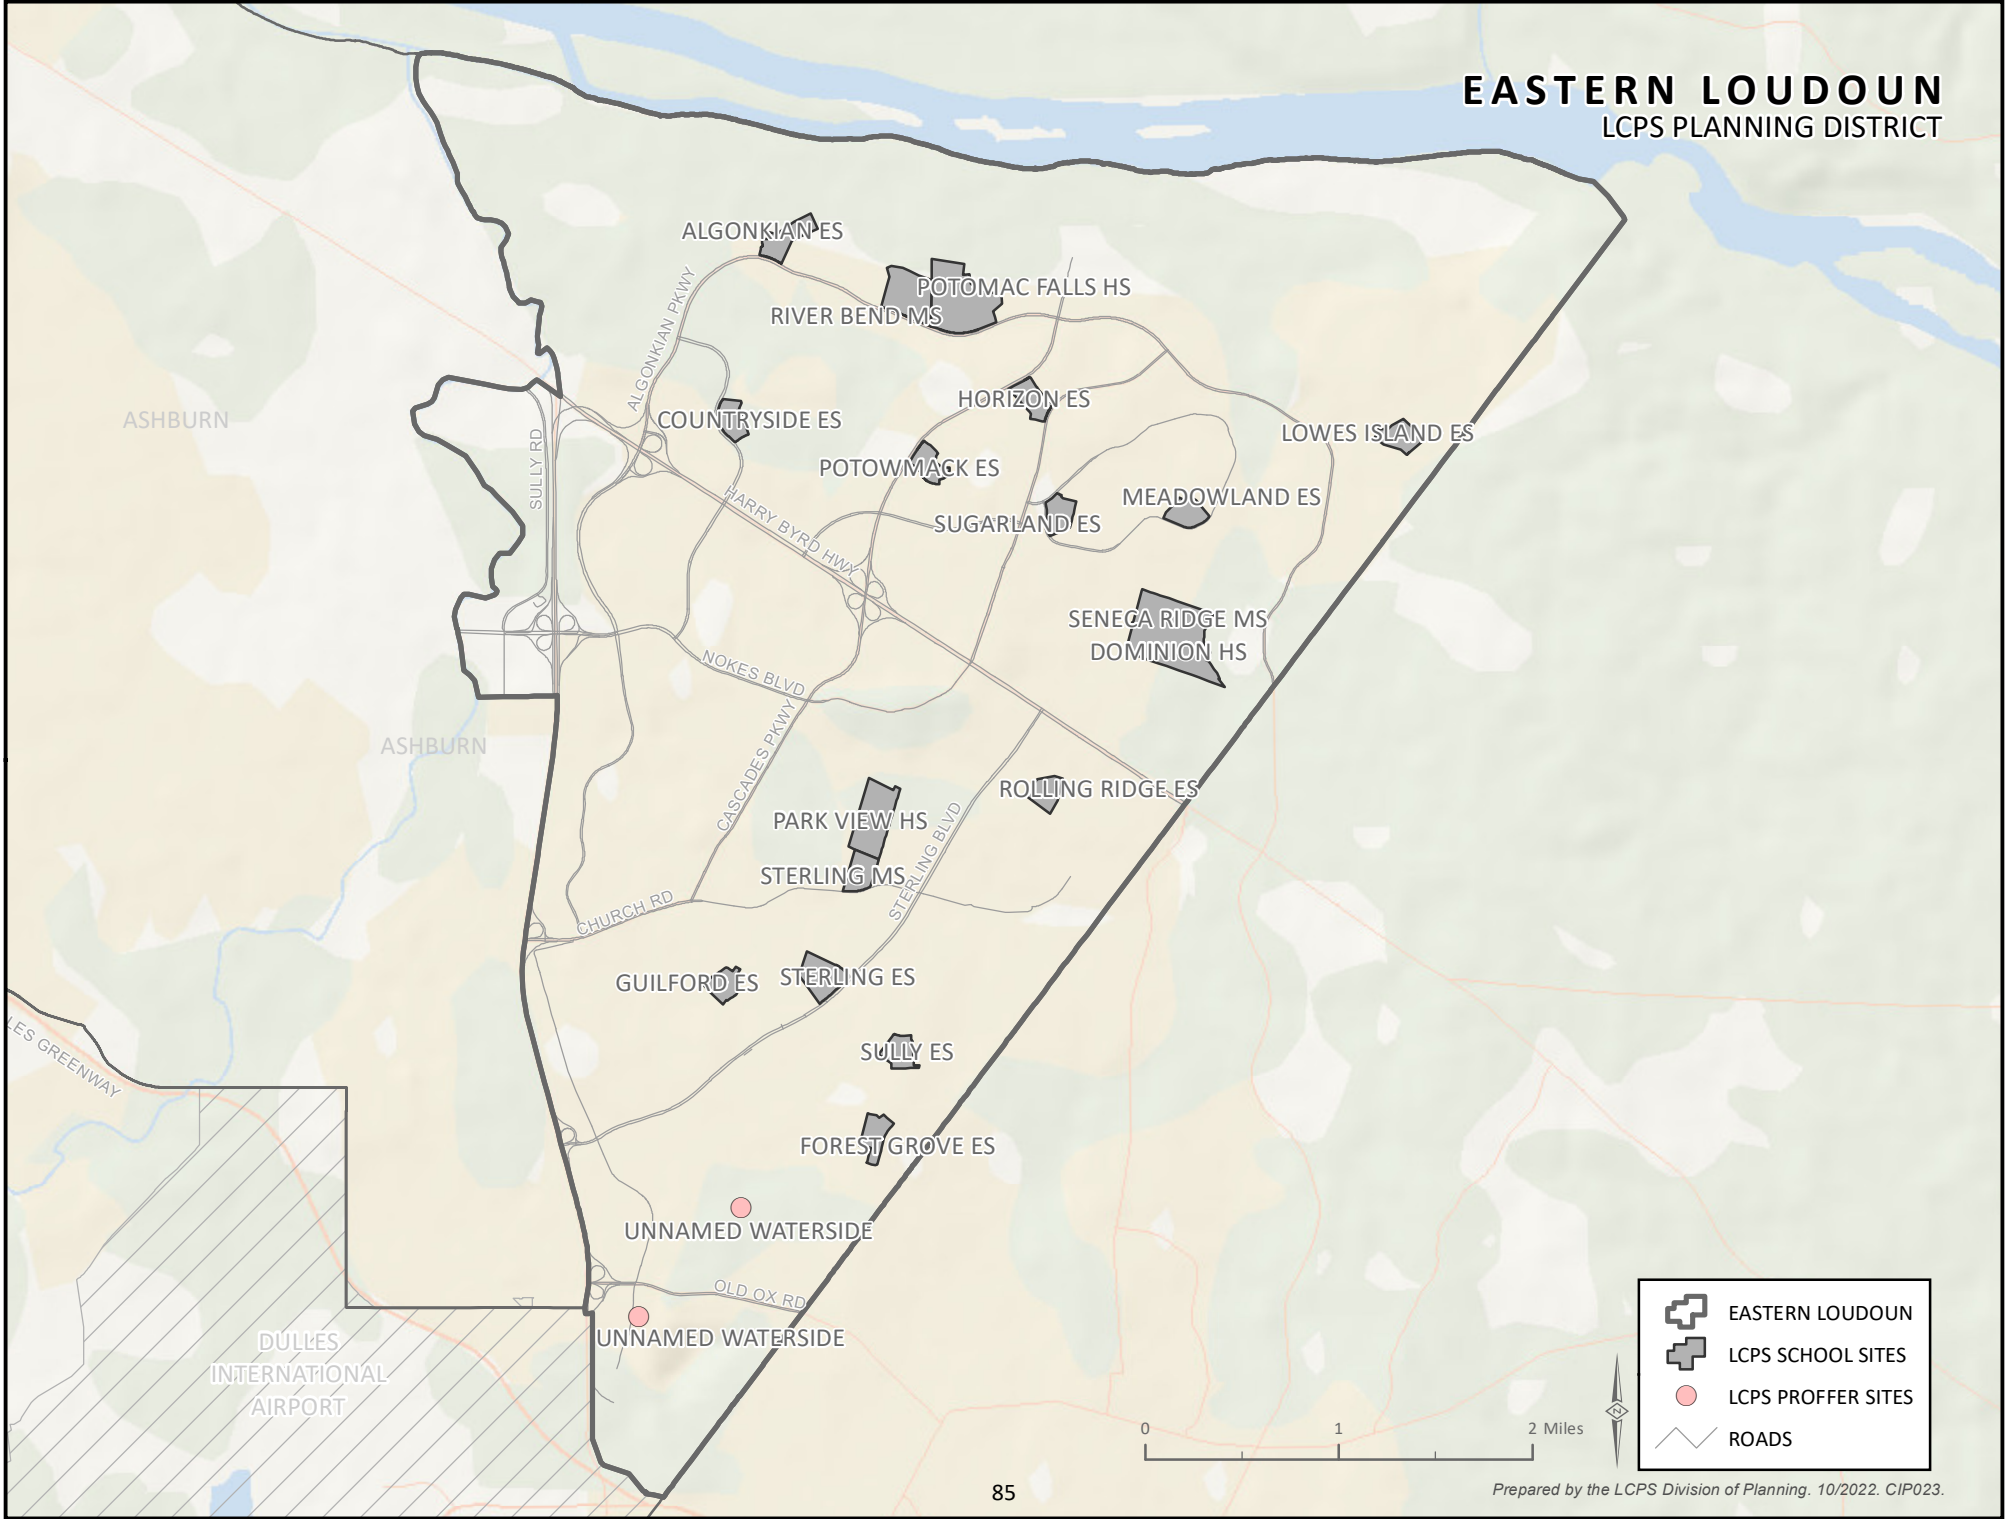 EASTERN LOUDOUN
LCPS PLANNING DISTRICT
ALGONKIAN ES
POTOMAC FALLS HS
RIVER BEND MS
ALGONKIAN PKWY
HORIZON ES
COUNTRYSIDE ES
ASHBURN
LOWES ISLAND ES
SULLY RD
POTOWMACK ES
MEADOWLAND ES
HARRY BYRD HWY
SUGARLAND ES
SENECA RIDGE MS
DOMINION HS
NOKES BLVD
ASHBURN
CASCADES PKWY
ROLLING RIDGE ES
PARK VIEW HS
STERLING BLVD
STERLING MS
CHURCH RD
GUILFORD ES
STERLING ES
SULLY ES
LES GREENWAY
FOREST GROVE ES
UNNAMED WATERSIDE
OLD OX RD
UNNAMED WATERSIDE
DULLES
INTERNATIONAL
AIRPORT
EASTERN LOUDOUN
LCPS SCHOOL SITES
LCPS PROFFER SITES
ROADS
0 1 2 Miles
N
85
Prepared by the LCPS Division of Planning. 10/2022. CIP023.